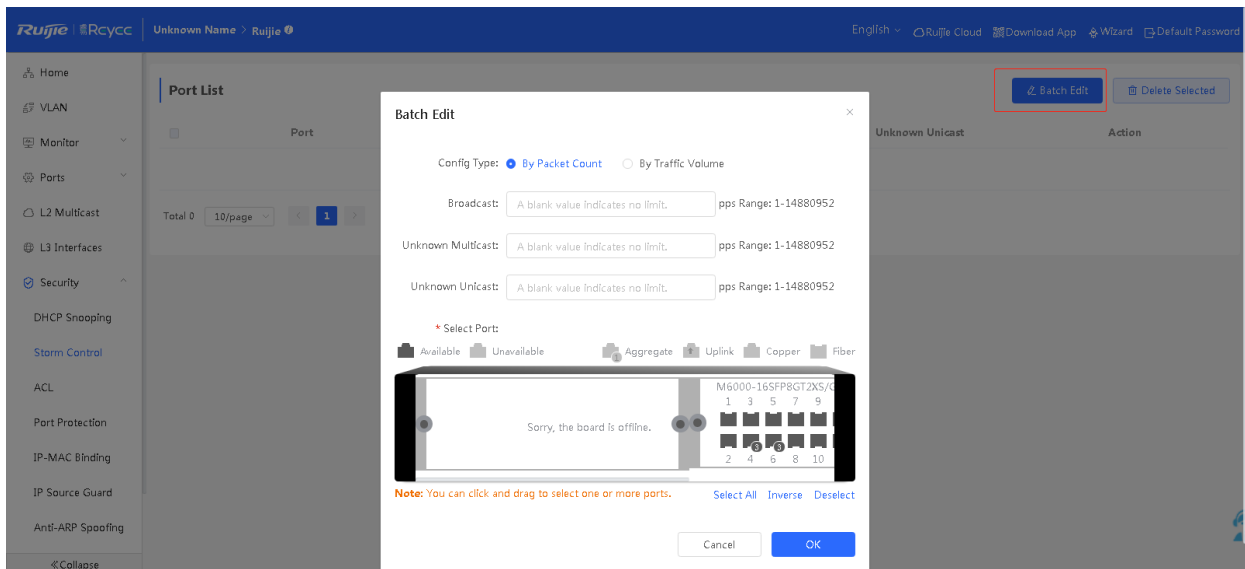 Ruijie Rcycc Unknown Name > Ruijie English Ruijie Cloud Download App Wizard Default Password
Home
VLAN
Monitor
Ports
L2 Multicast
L3 Interfaces
Security
DHCP Snooping
Storm Control
ACL
Port Protection
IP-MAC Binding
IP Source Guard
Anti-ARP Spoofing
Collapse
Port List
Batch Edit Delete Selected
Port Unknown Unicast Action
Total 0 10/page < 1 >
Batch Edit ×
Config Type: By Packet Count By Traffic Volume
Broadcast: A blank value indicates no limit. pps Range: 1-14880952
Unknown Multicast: A blank value indicates no limit. pps Range: 1-14880952
Unknown Unicast: A blank value indicates no limit. pps Range: 1-14880952
* Select Port:
Available Unavailable 1 Aggregate Uplink Copper Fiber
M6000-16SFP8GT2XS/
1 3 5 7 9
Sorry, the board is offline.
3 3
2 4 6 8 10
Note: You can click and drag to select one or more ports. Select All Inverse Deselect
Cancel OK